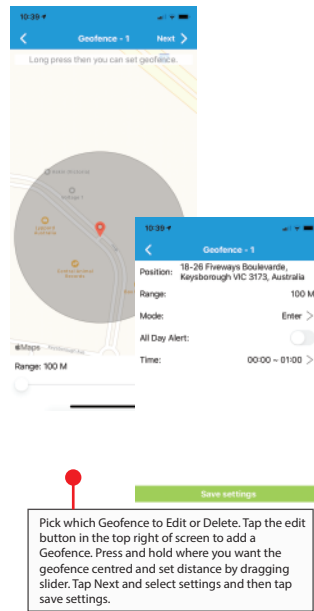 10:39
Geofence - 1
Next
Long press then you can set geofence.
Maps
Range: 100 M
10:39
Geofence - 1
Position: 18-26 Fiveways Boulevarde,
Keysborough VIC 3173, Australia
Range: 100 M
Mode: Enter
All Day Alert:
Time: 00:00 ~ 01:00
Save settings
Pick which Geofence to Edit or Delete. Tap the edit
button in the top right of screen to add a
Geofence. Press and hold where you want the
geofence centred and set distance by dragging
slider. Tap Next and select settings and then tap
save settings.